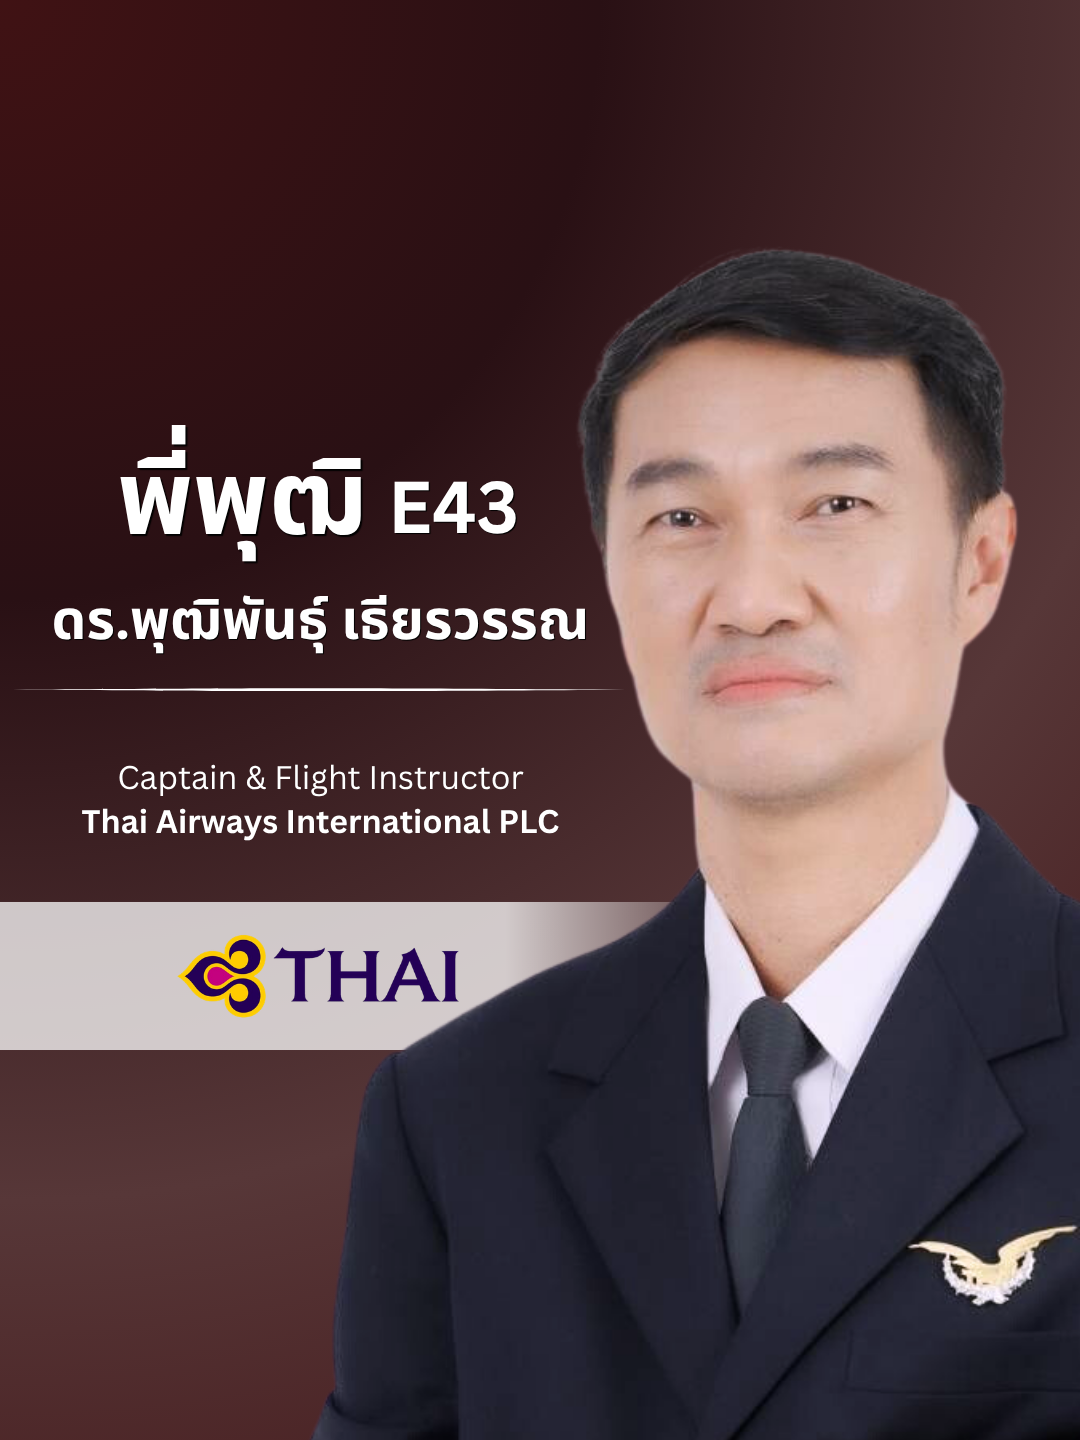 พี่พุฒิ E43
ดร.พุฒิพันธุ์ เธียรวรรณ
Captain & Flight Instructor
Thai Airways International PLC
THAI